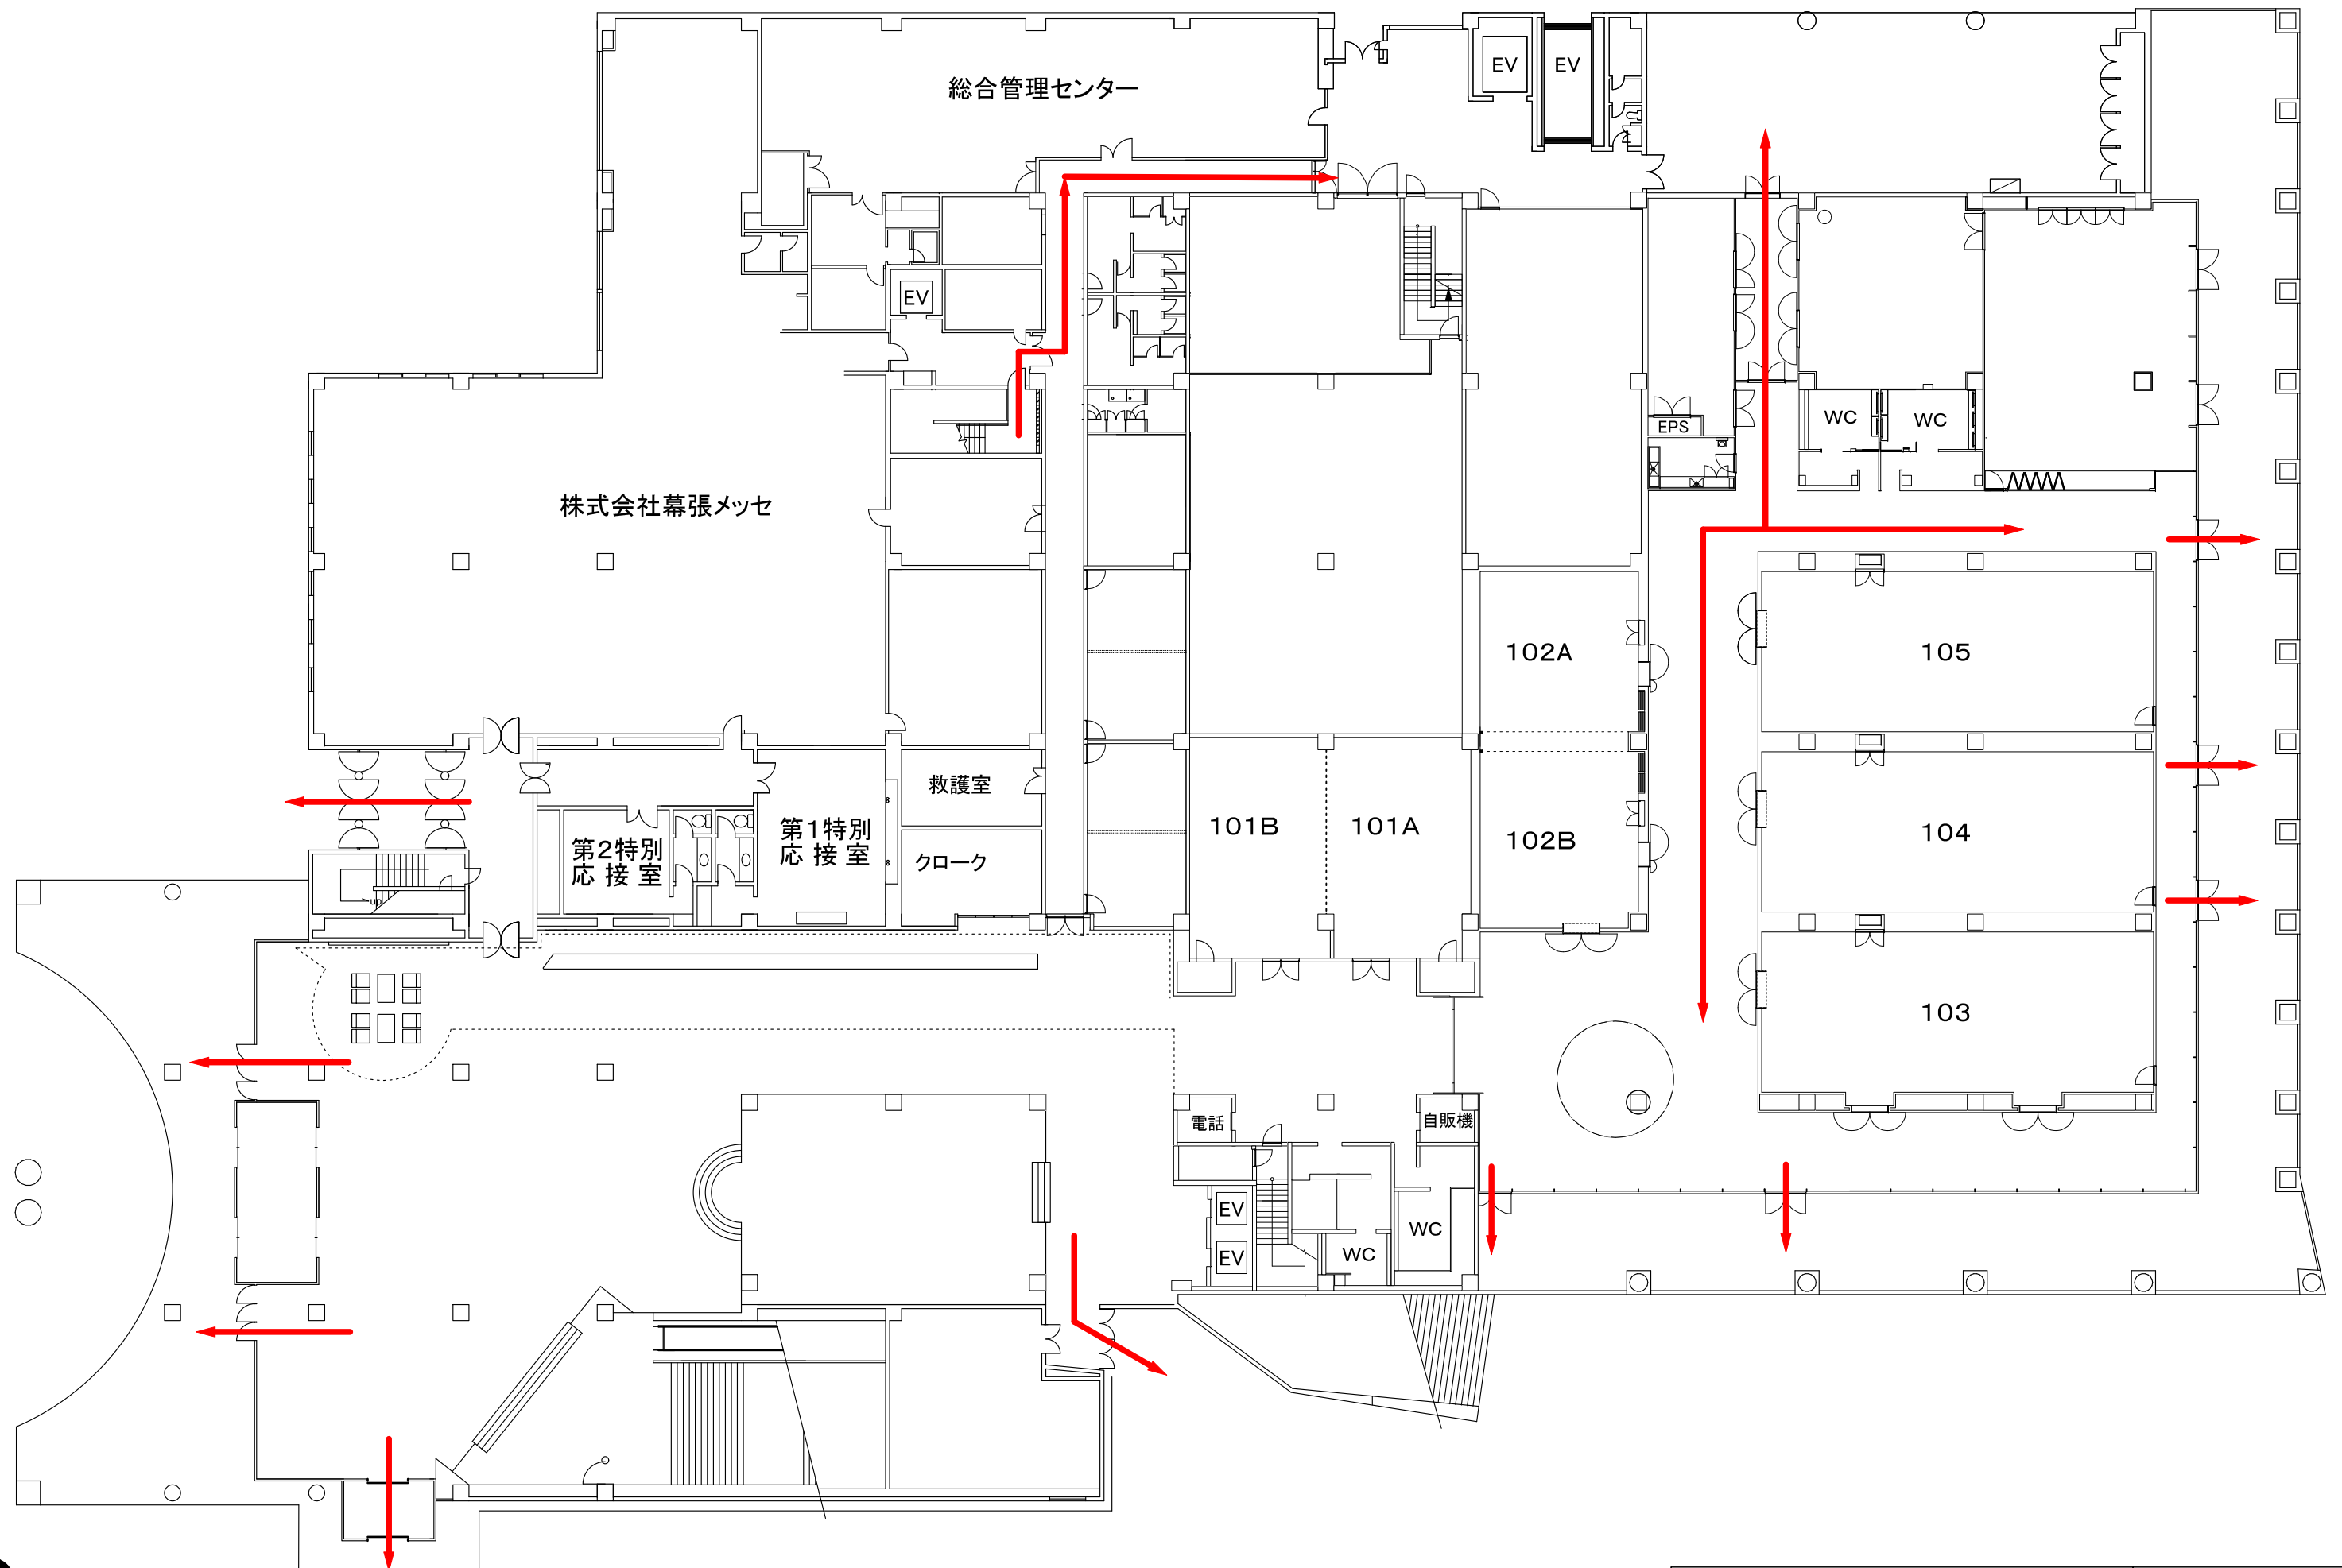 総合管理センター
EV
EV
EV
WC
WC
EPS
株式会社幕張メッセ
102A
105
救護室
第1特別
応接室
第2特別
応接室
クローク
101B
101A
102B
104
up
103
電話
自販機
EV
EV
WC
WC